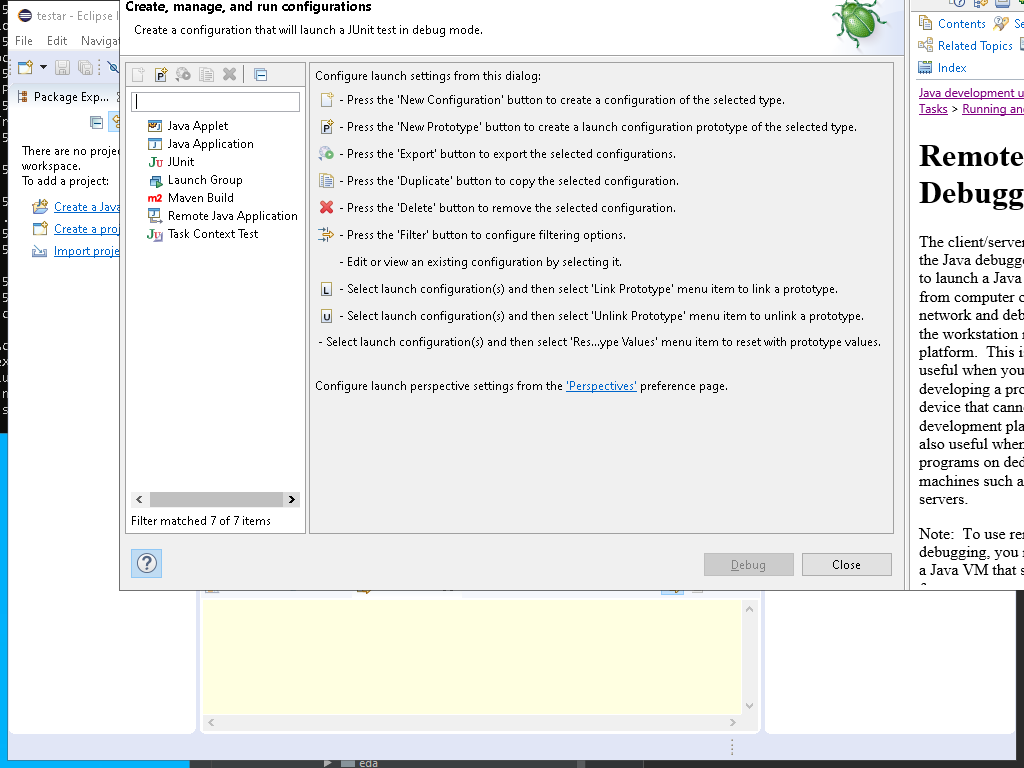 testar - Eclipse I
File Edit Navigat
Package Exp...
There are no projec
workspace.
To add a project:
Create a Java
Create a proj
Import proje
Create, manage, and run configurations
Create a configuration that will launch a JUnit test in debug mode.
Java Applet
Java Application
JUnit
Launch Group
Maven Build
Remote Java Application
Task Context Test
Filter matched 7 of 7 items
Configure launch settings from this dialog:
- Press the 'New Configuration' button to create a configuration of the selected type.
- Press the 'New Prototype' button to create a launch configuration prototype of the selected type.
- Press the 'Export' button to export the selected configurations.
- Press the 'Duplicate' button to copy the selected configuration.
- Press the 'Delete' button to remove the selected configuration.
- Press the 'Filter' button to configure filtering options.
- Edit or view an existing configuration by selecting it.
- Select launch configuration(s) and then select 'Link Prototype' menu item to link a prototype.
- Select launch configuration(s) and then select 'Unlink Prototype' menu item to unlink a prototype.
- Select launch configuration(s) and then select 'Res...ype Values' menu item to reset with prototype values.
Configure launch perspective settings from the 'Perspectives' preference page.
Debug
Close
Contents Se
Related Topics
Index
Java development u
Tasks > Running and
Remote
Debugg
The client/server
the Java debugge
to launch a Java
from computer o
network and deb
the workstation r
platform. This is
useful when you
developing a pro
device that canno
development pla
also useful when
programs on ded
machines such a
servers.
Note: To use rem
debugging, you r
a Java VM that s
eda